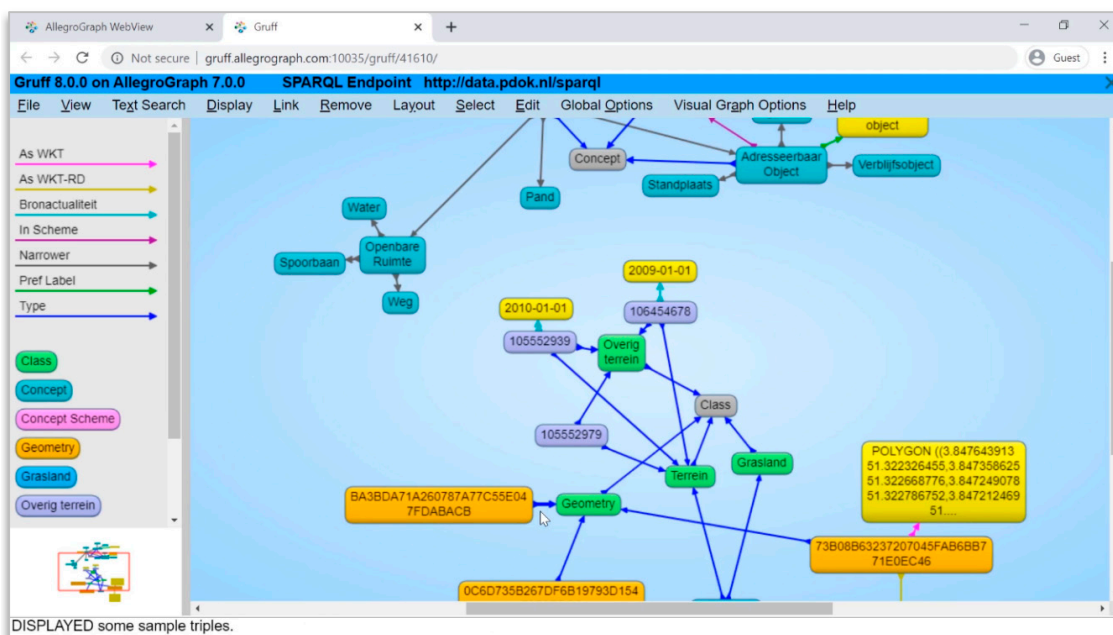 AllegroGraph WebView
Gruff
Not secure | gruff.allegrograph.com:10035/gruff/41610/
Guest
Gruff 8.0.0 on AllegroGraph 7.0.0 SPARQL Endpoint http://data.pdok.nl/sparql
File View Text Search Display Link Remove Layout Select Edit Global Options Visual Graph Options Help
As WKT
As WKT-RD
Bronactualiteit
In Scheme
Narrower
Pref Label
Type
Class
Concept
Concept Scheme
Geometry
Grasland
Overig terrein
object
Concept
Adresseerbaar
Object
Verblijfsobject
Standplaats
Pand
Water
Openbare
Ruimte
Spoorbaan
Weg
2009-01-01
2010-01-01
106454678
105552939
Overig
terrein
Class
105552979
Terrein
Grasland
POLYGON ((3.847643913
51.322326455,3.847358625
51.322668776,3.847249078
51.322786752,3.847212469
51....
BA3BDA71A260787A77C55E04
7FDABACB
Geometry
73B08B63237207045FAB6BB7
71E0EC46
0C6D735B267DF6B19793D154
DISPLAYED some sample triples.